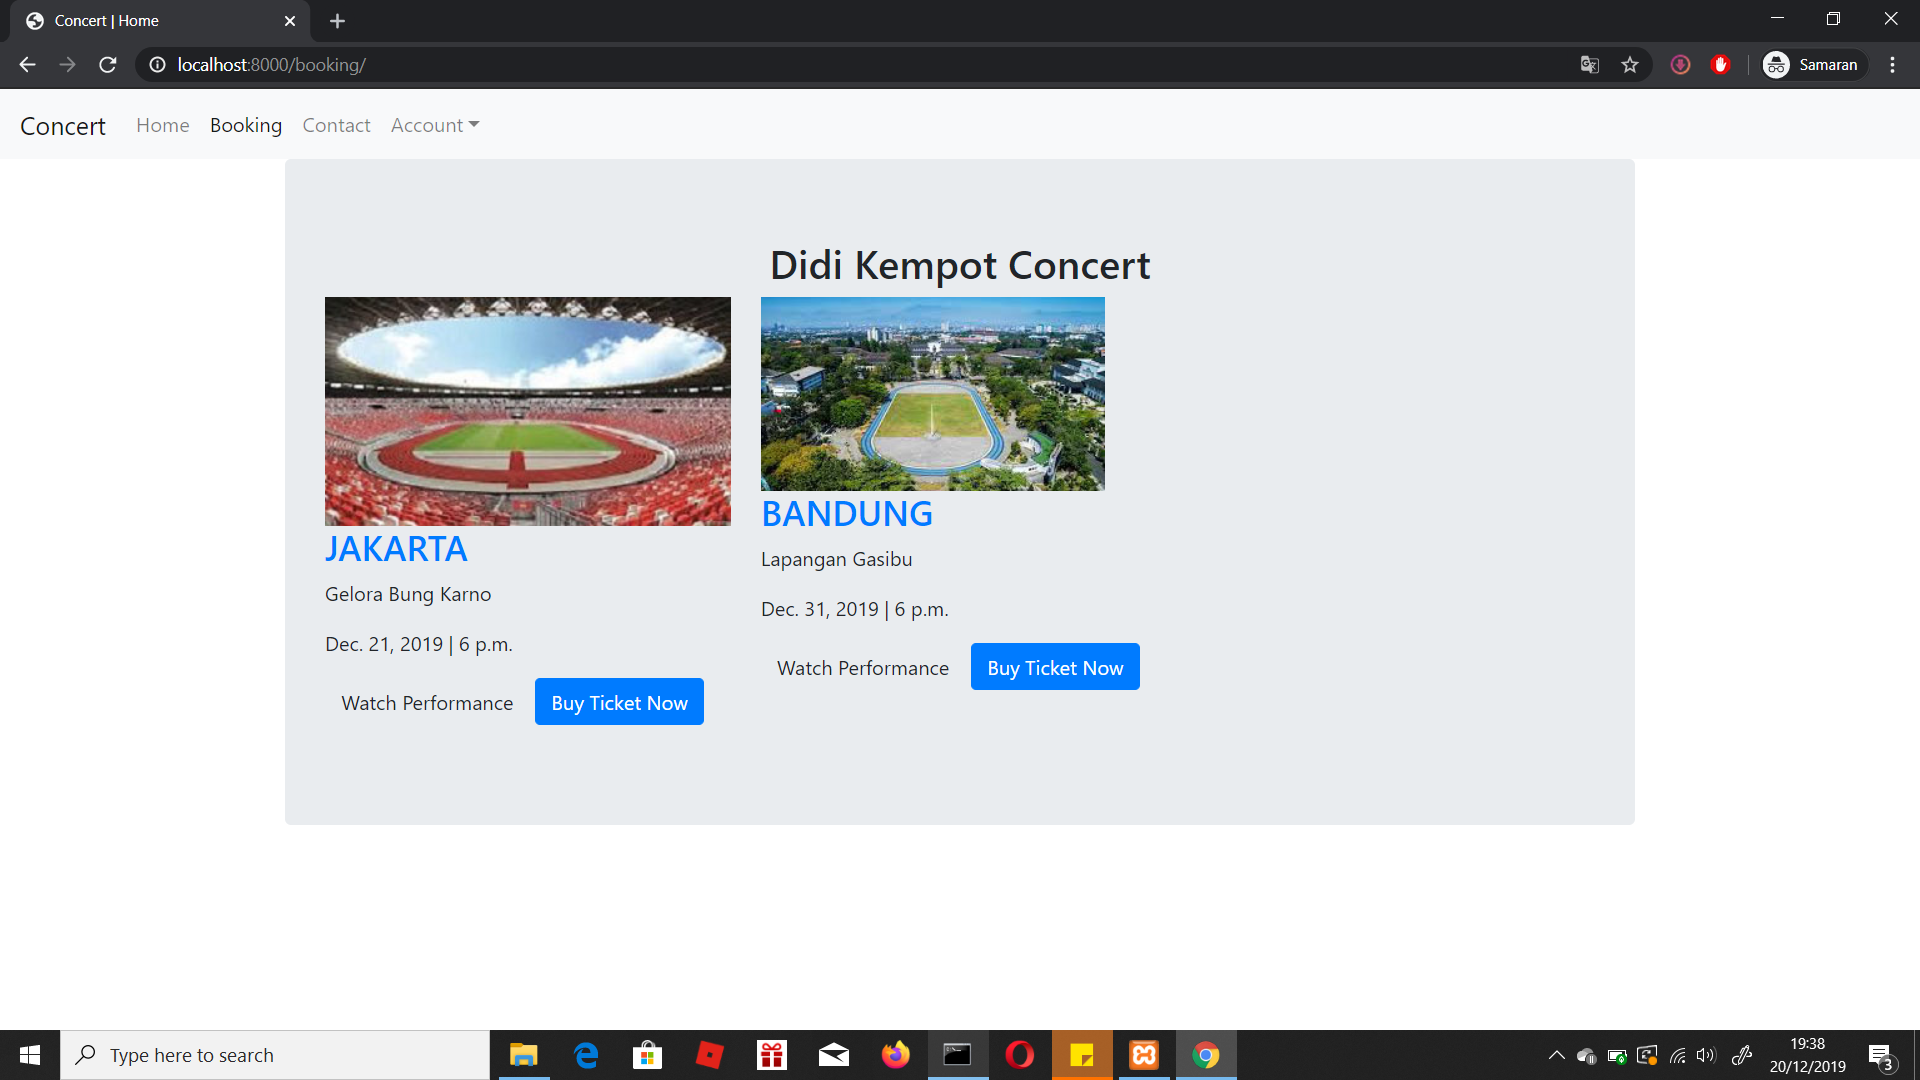 Concert | Home
localhost:8000/booking/
Samaran
Concert
Home
Booking
Contact
Account
Didi Kempot Concert
JAKARTA
Gelora Bung Karno
Dec. 21, 2019 | 6 p.m.
Watch Performance
Buy Ticket Now
BANDUNG
Lapangan Gasibu
Dec. 31, 2019 | 6 p.m.
Watch Performance
Buy Ticket Now
Type here to search
19:38
20/12/2019
3